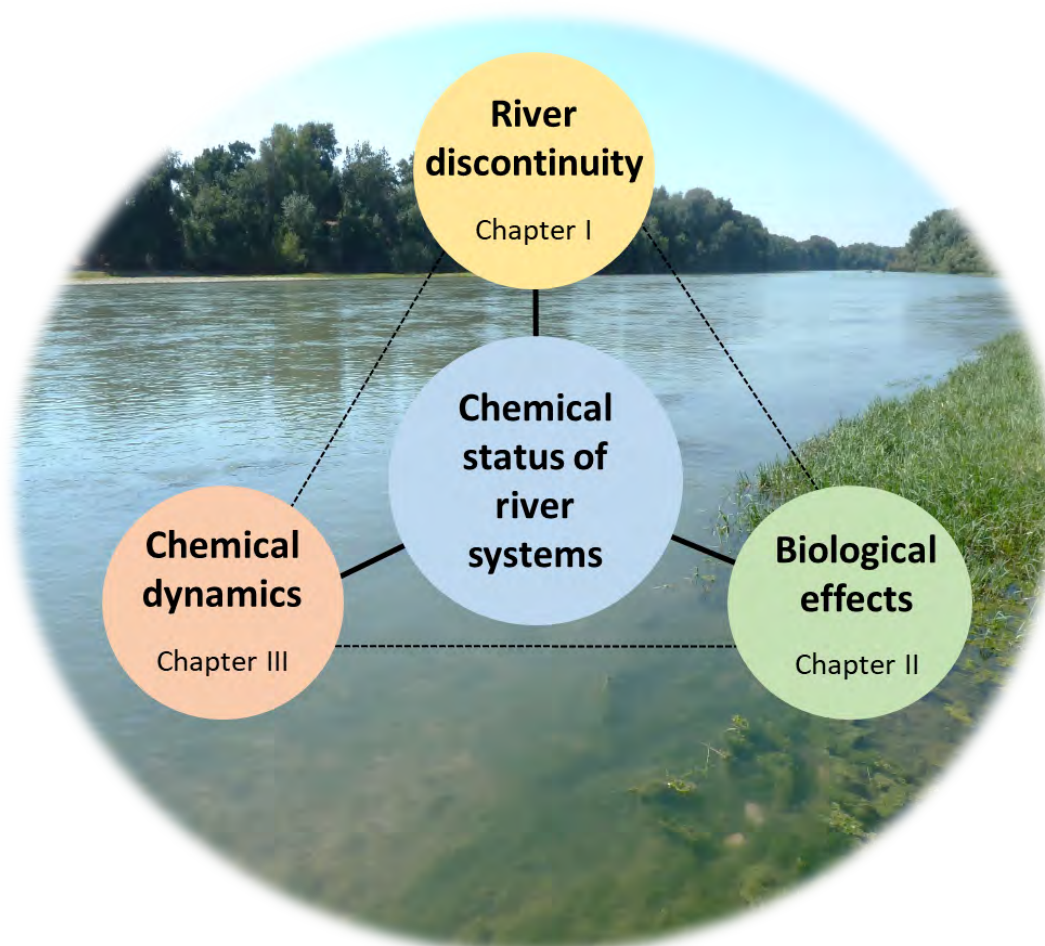 River
discontinuity
Chapter I
Chemical
status of
river
systems
Chemical
dynamics
Chapter III
Biological
effects
Chapter II